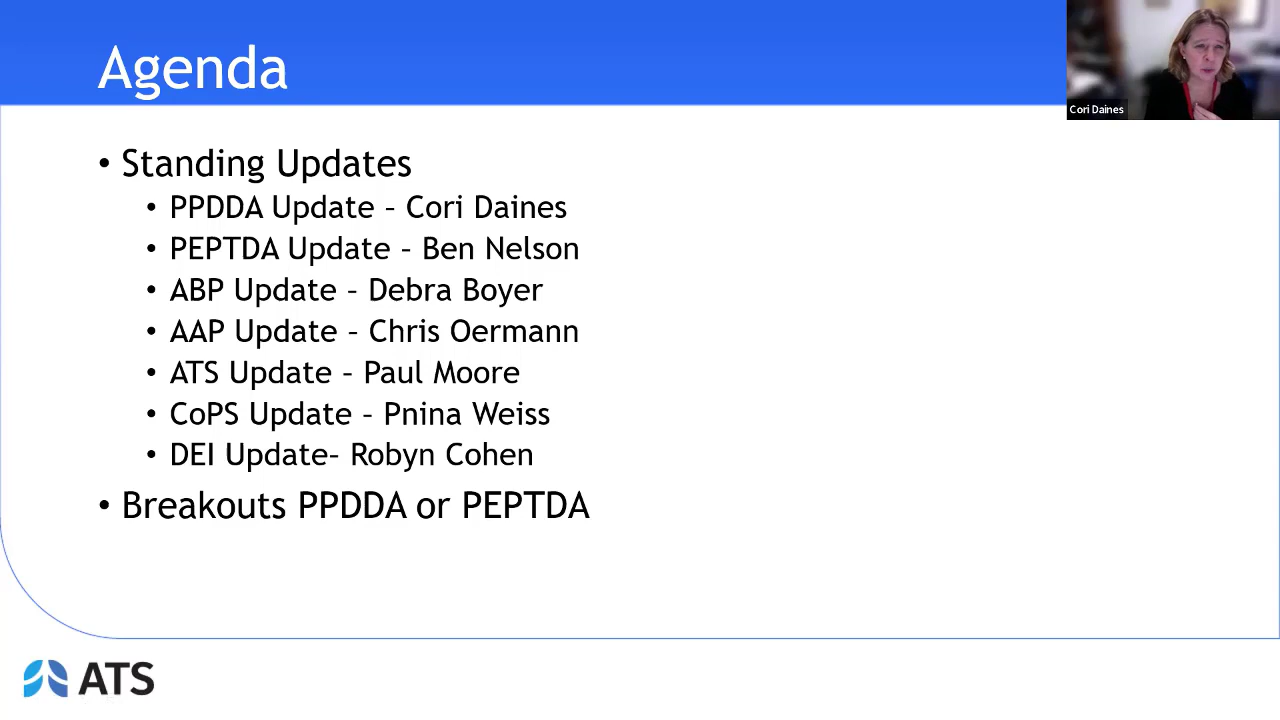 Agenda
Cori Daines
• Standing Updates
• PPDDA Update – Cori Daines
• PEPTDA Update – Ben Nelson
• ABP Update – Debra Boyer
• AAP Update – Chris Oermann
• ATS Update – Paul Moore
• CoPS Update – Pnina Weiss
• DEI Update– Robyn Cohen
• Breakouts PPDDA or PEPTDA
ATS